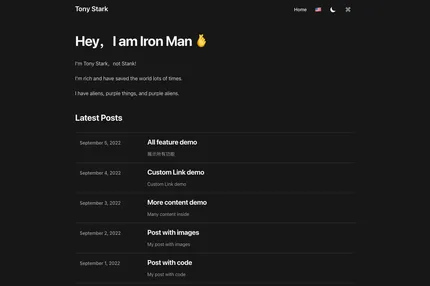 Tony Stark
Home
Hey，I am Iron Man
I'm Tony Stark，not Stank!
I'm rich and have saved the world lots of times.
I have aliens, purple things, and purple aliens.
Latest Posts
September 5, 2022
All feature demo
展示所有功能
September 4, 2022
Custom Link demo
Custom Link demo
September 3, 2022
More content demo
Many content inside
September 2, 2022
Post with images
My post with images
September 1, 2022
Post with code
My post with code